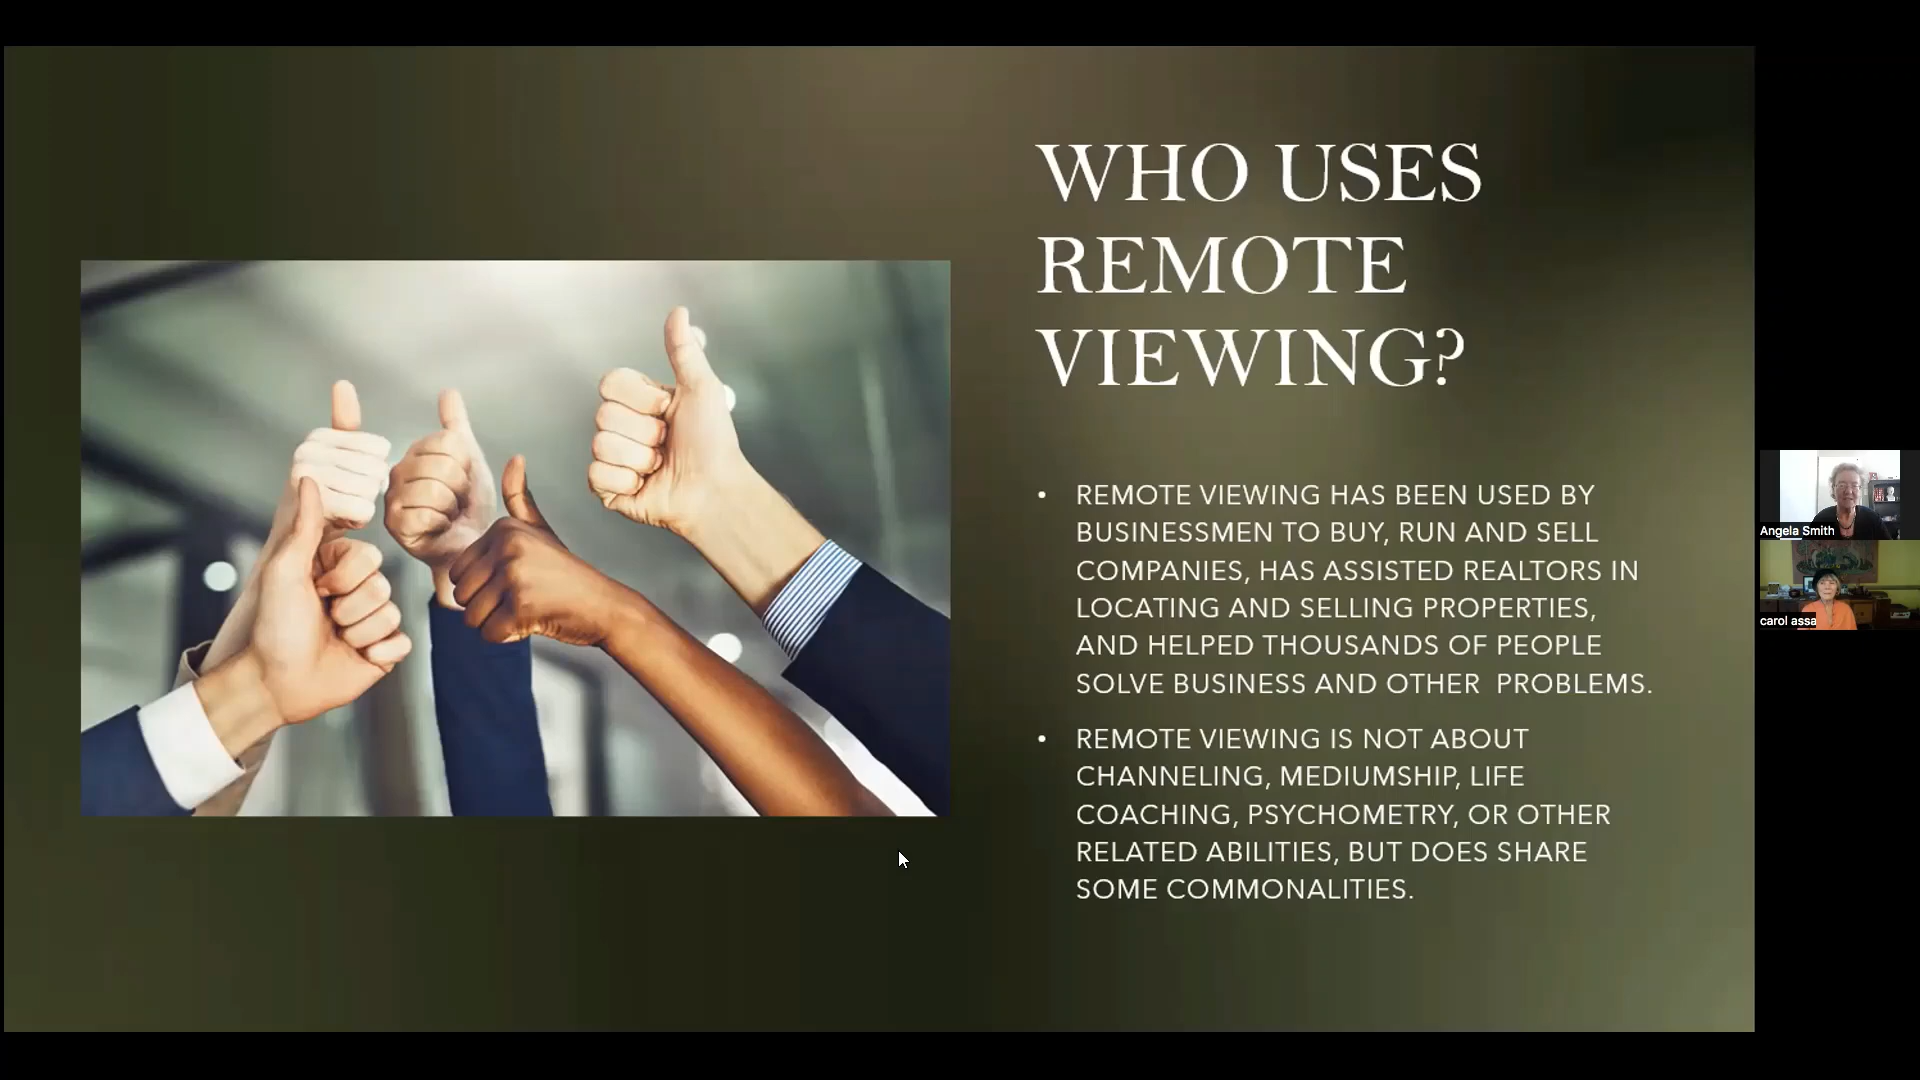 WHO USES
REMOTE
VIEWING?
• REMOTE VIEWING HAS BEEN USED BY
BUSINESSMEN TO BUY, RUN AND SELL
COMPANIES, HAS ASSISTED REALTORS IN
LOCATING AND SELLING PROPERTIES,
AND HELPED THOUSANDS OF PEOPLE
SOLVE BUSINESS AND OTHER  PROBLEMS.
• REMOTE VIEWING IS NOT ABOUT
CHANNELING, MEDIUMSHIP, LIFE
COACHING, PSYCHOMETRY, OR OTHER
RELATED ABILITIES, BUT DOES SHARE
SOME COMMONALITIES.
Angela Smith
carol assa